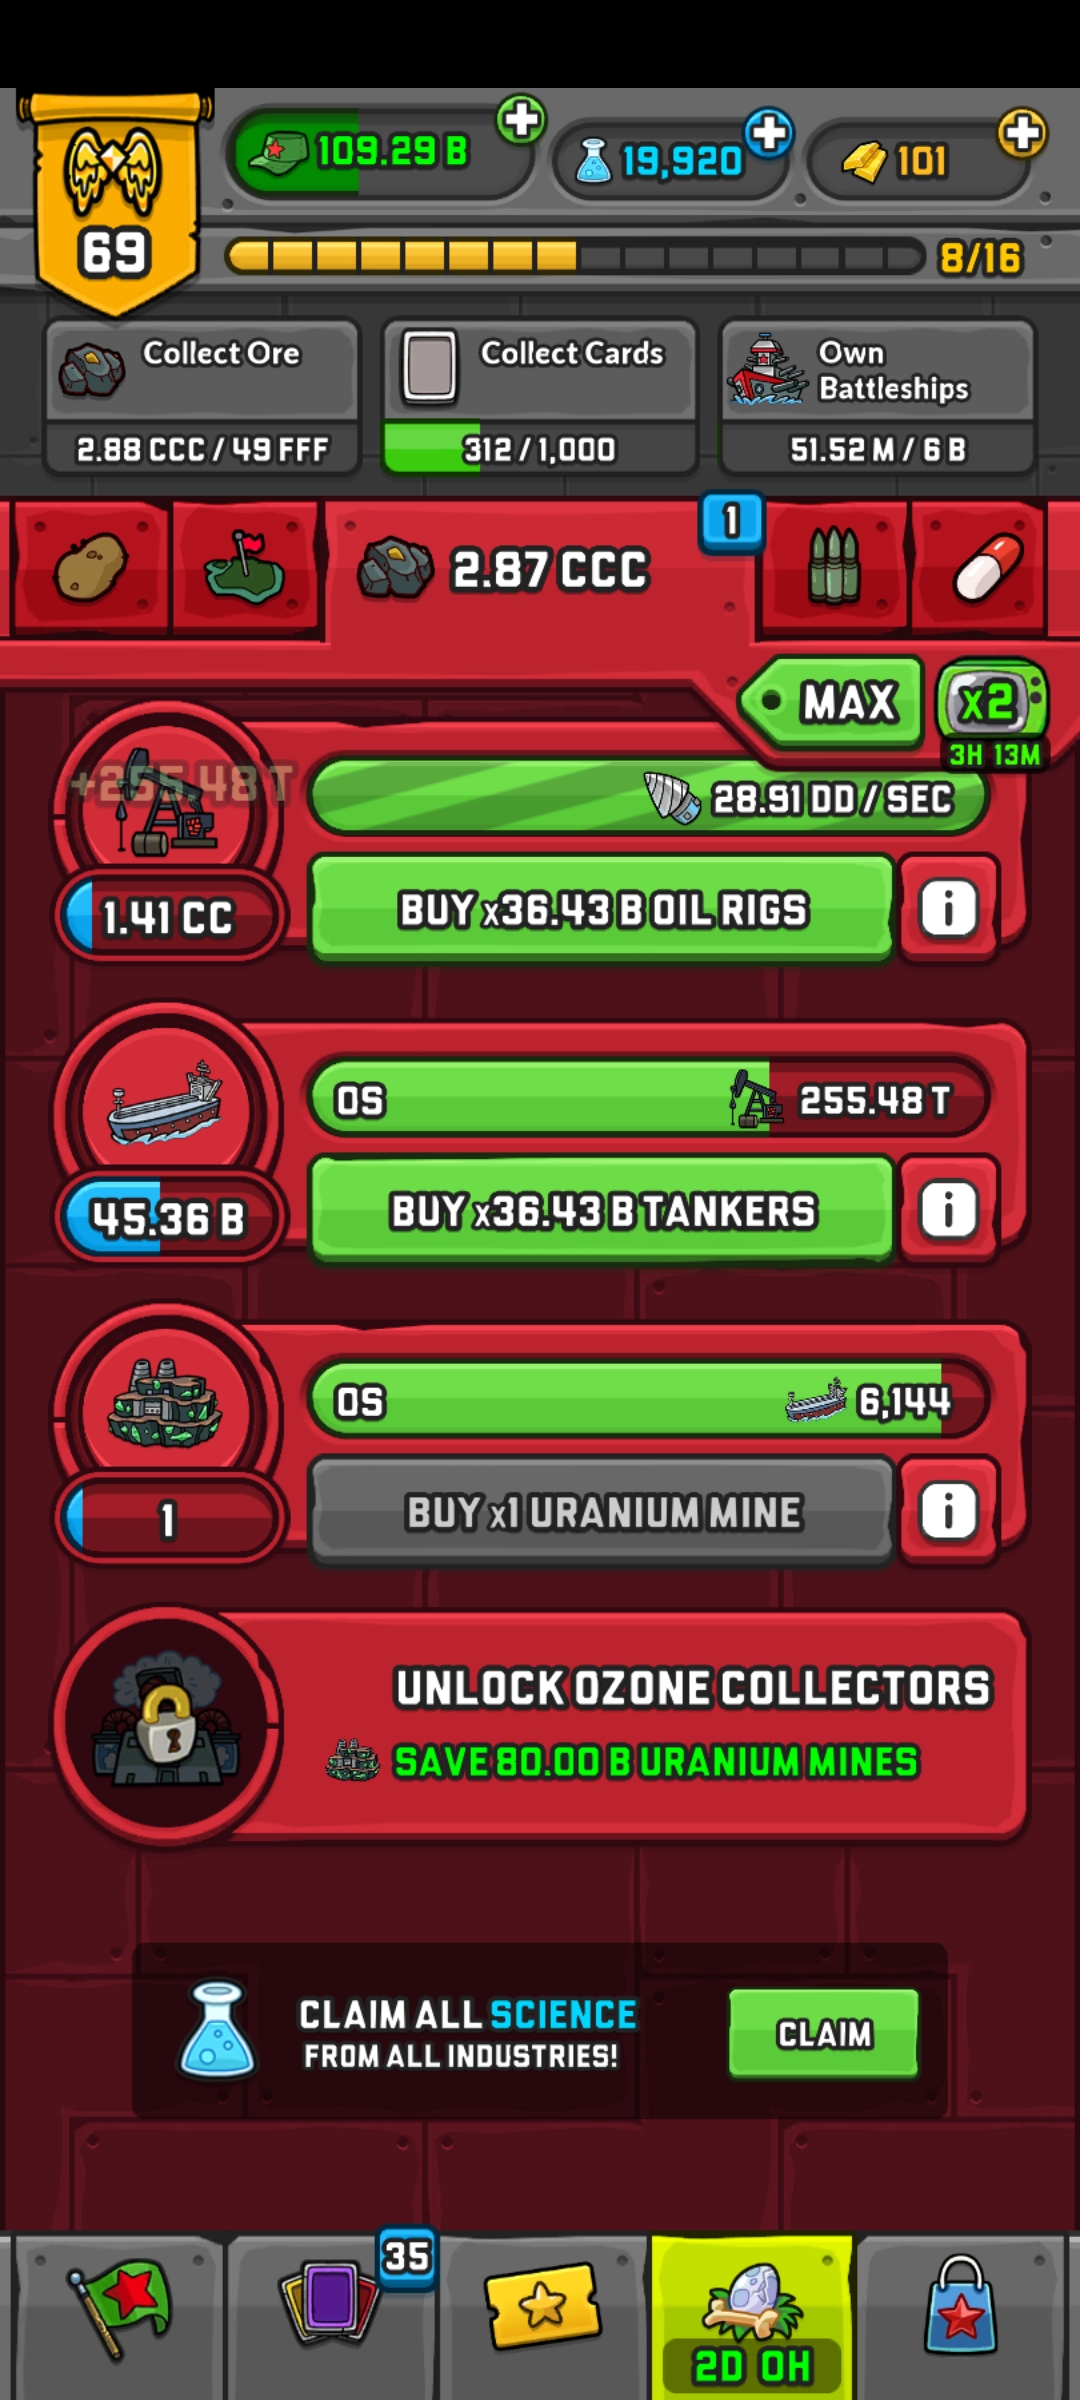 109.29 B
19,920
101
69
8/16
Collect Ore
2.88 CCC / 49 FFF
Collect Cards
312 / 1,000
Own
Battleships
51.52 M / 6 B
2.87 CCC
1
MAX
x2
3H 13M
+255.48 T
28.91 DD / SEC
1.41 CC
BUY x36.43 B OIL RIGS
i
0S
255.48 T
45.36 B
BUY x36.43 B TANKERS
i
0S
6,144
1
BUY x1 URANIUM MINE
i
UNLOCK OZONE COLLECTORS
SAVE 80.00 B URANIUM MINES
CLAIM ALL SCIENCE
FROM ALL INDUSTRIES!
CLAIM
35
2D 0H